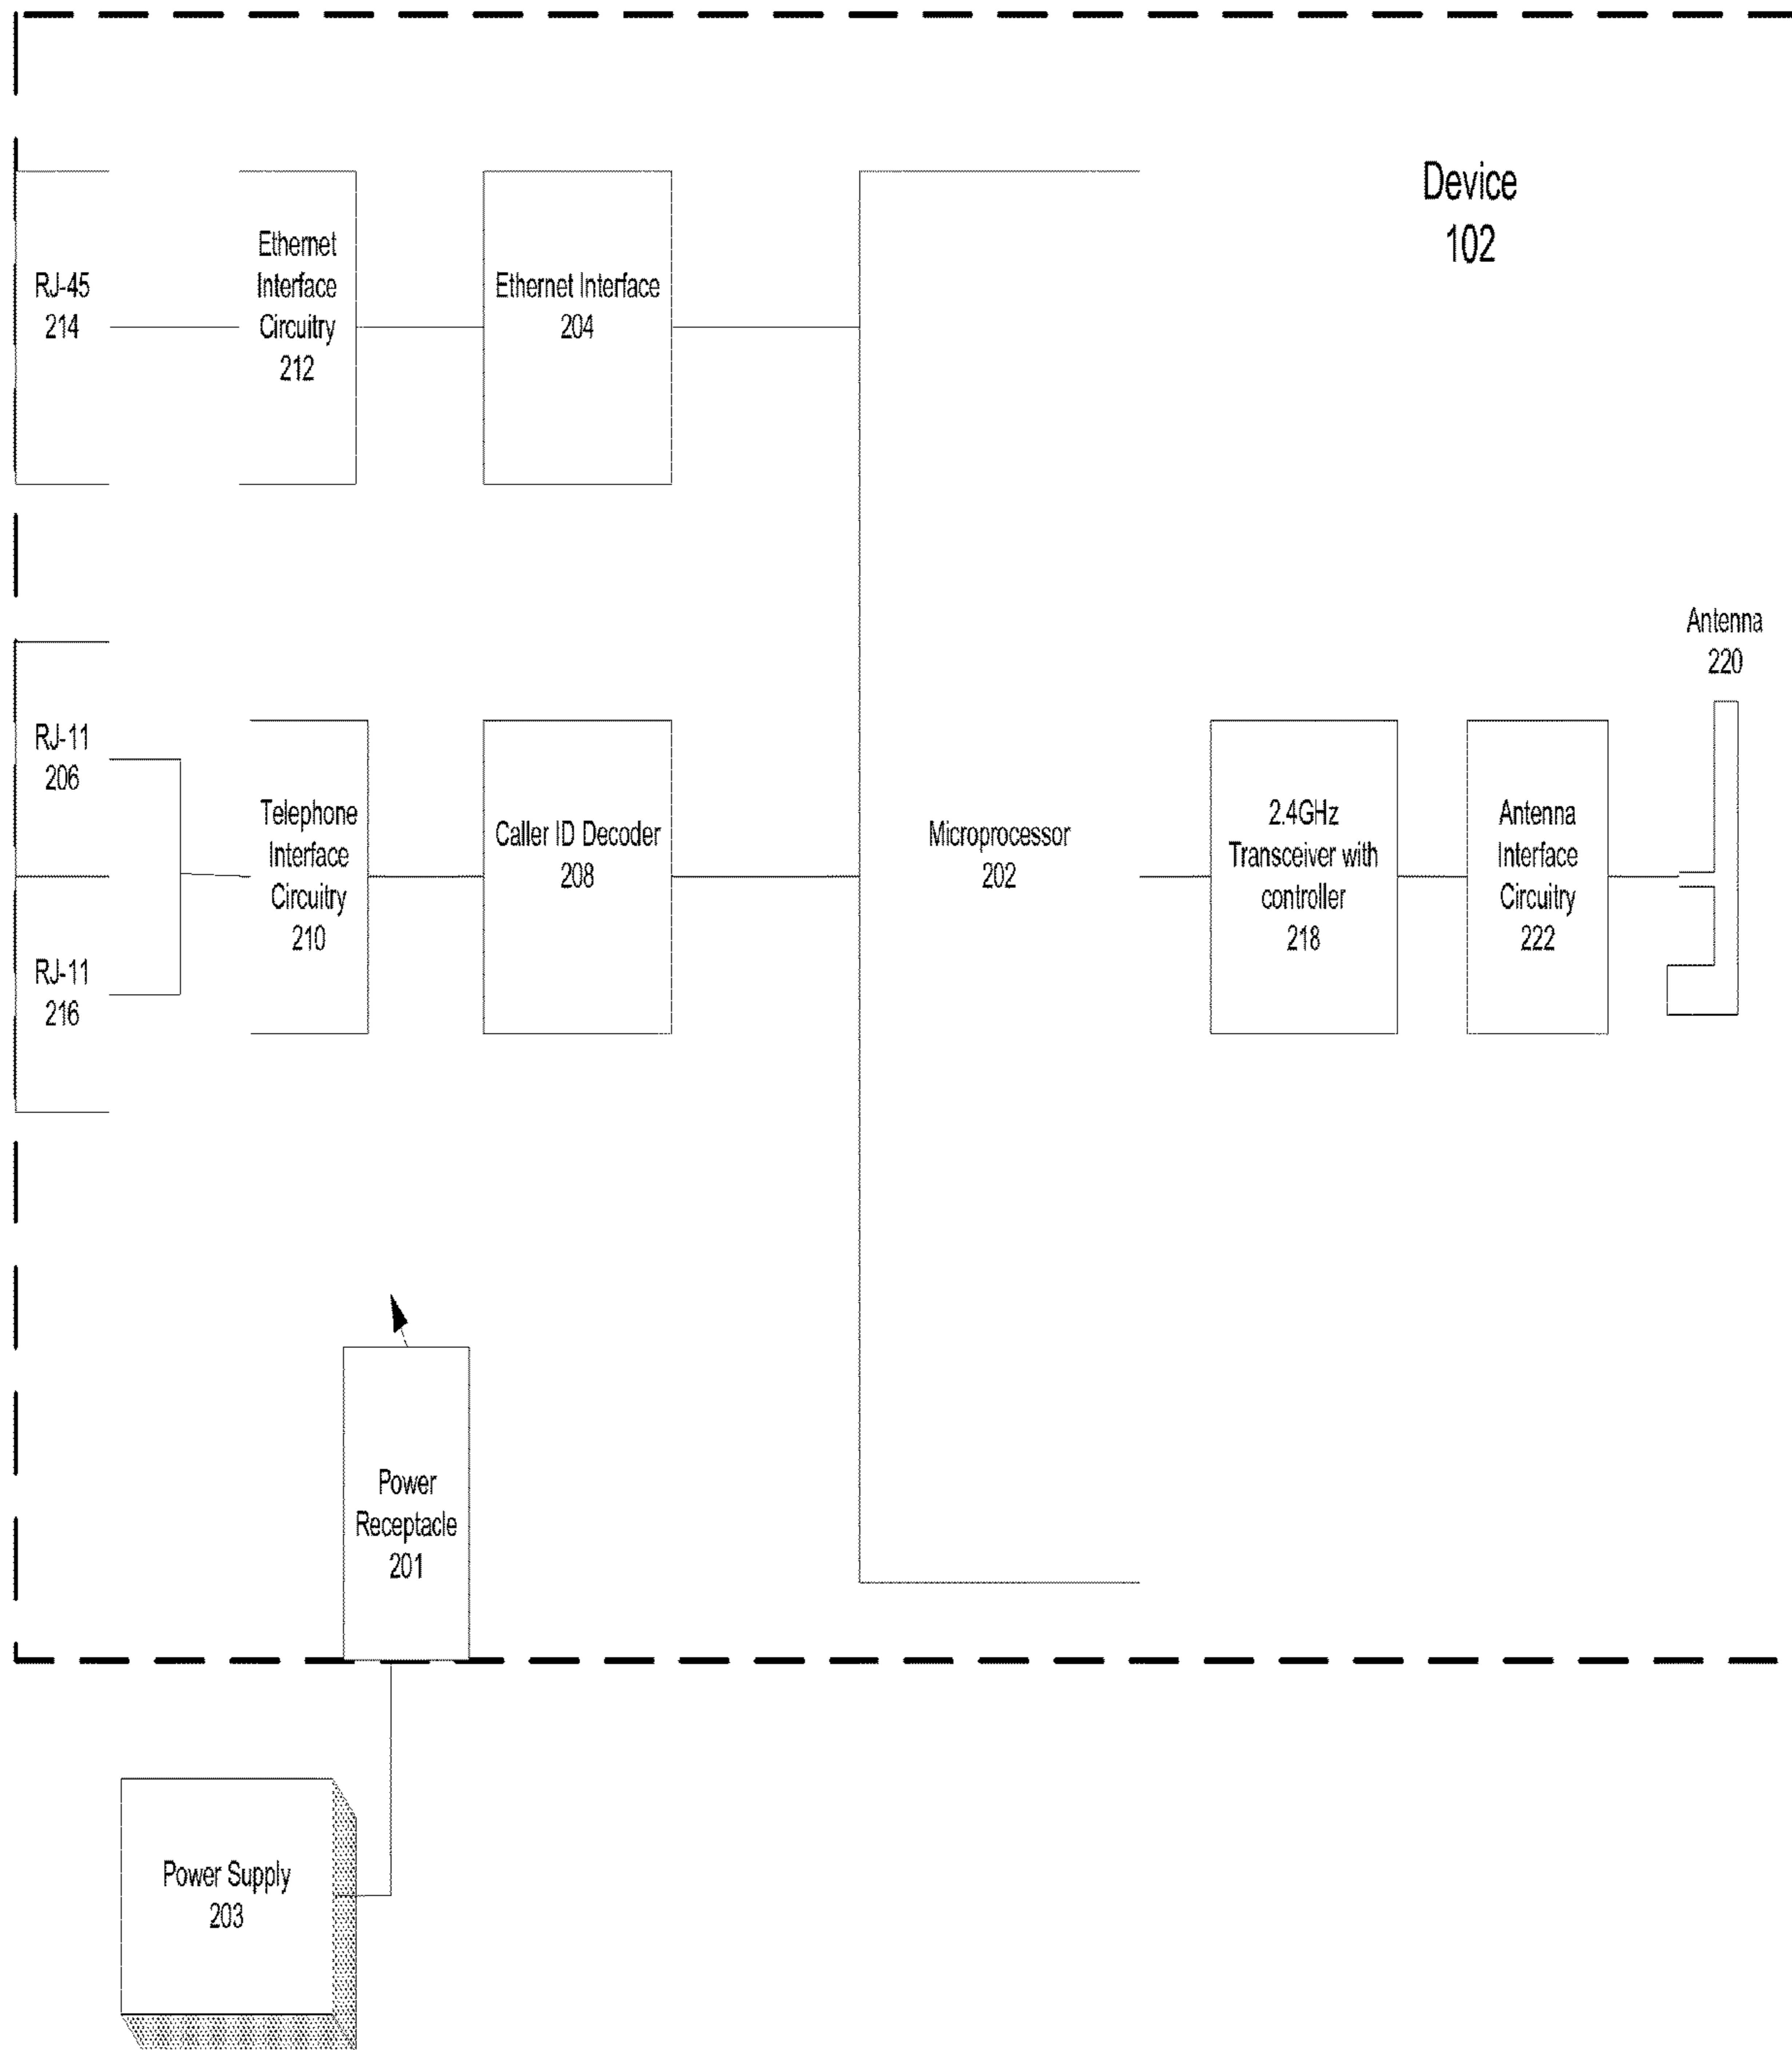 Device
102
RJ-45
214
Ethernet
Interface
Circuitry
212
Ethernet Interface
204
Antenna
220
RJ-11
206
RJ-11
216
Telephone
Interface
Circuitry
210
Caller ID Decoder
208
Microprocessor
202
2.4GHz
Transceiver with
controller
218
Antenna
Interface
Circuitry
222
Power
Receptacle
201
Power Supply
203